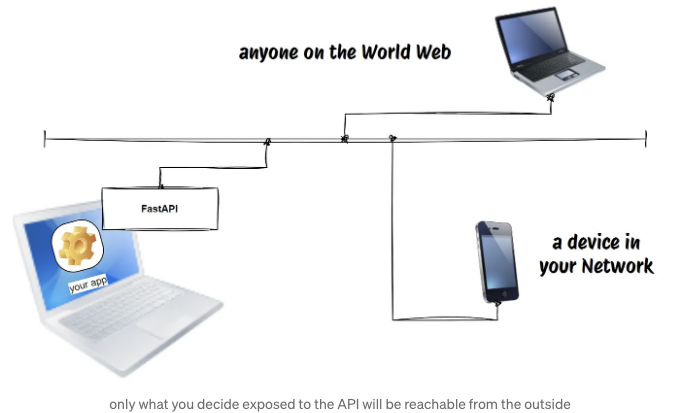 anyone on the World Web
FastAPI
your app
a device in
your Network
only what you decide exposed to the API will be reachable from the outside